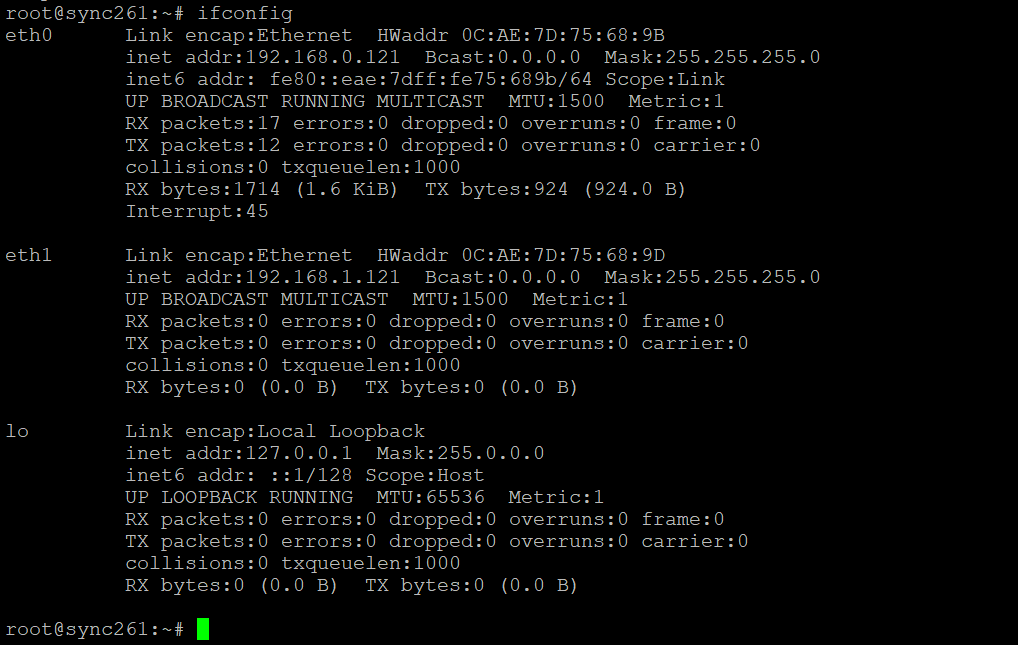 root@sync261:~# ifconfig
eth0      Link encap:Ethernet  HWaddr 0C:AE:7D:75:68:9B
          inet addr:192.168.0.121  Bcast:0.0.0.0  Mask:255.255.255.0
          inet6 addr: fe80::eae:7dff:fe75:689b/64 Scope:Link
          UP BROADCAST RUNNING MULTICAST  MTU:1500  Metric:1
          RX packets:17 errors:0 dropped:0 overruns:0 frame:0
          TX packets:12 errors:0 dropped:0 overruns:0 carrier:0
          collisions:0 txqueuelen:1000
          RX bytes:1714 (1.6 KiB)  TX bytes:924 (924.0 B)
          Interrupt:45

eth1      Link encap:Ethernet  HWaddr 0C:AE:7D:75:68:9D
          inet addr:192.168.1.121  Bcast:0.0.0.0  Mask:255.255.255.0
          UP BROADCAST MULTICAST  MTU:1500  Metric:1
          RX packets:0 errors:0 dropped:0 overruns:0 frame:0
          TX packets:0 errors:0 dropped:0 overruns:0 carrier:0
          collisions:0 txqueuelen:1000
          RX bytes:0 (0.0 B)  TX bytes:0 (0.0 B)

lo        Link encap:Local Loopback
          inet addr:127.0.0.1  Mask:255.0.0.0
          inet6 addr: ::1/128 Scope:Host
          UP LOOPBACK RUNNING  MTU:65536  Metric:1
          RX packets:0 errors:0 dropped:0 overruns:0 frame:0
          TX packets:0 errors:0 dropped:0 overruns:0 carrier:0
          collisions:0 txqueuelen:1000
          RX bytes:0 (0.0 B)  TX bytes:0 (0.0 B)

root@sync261:~#